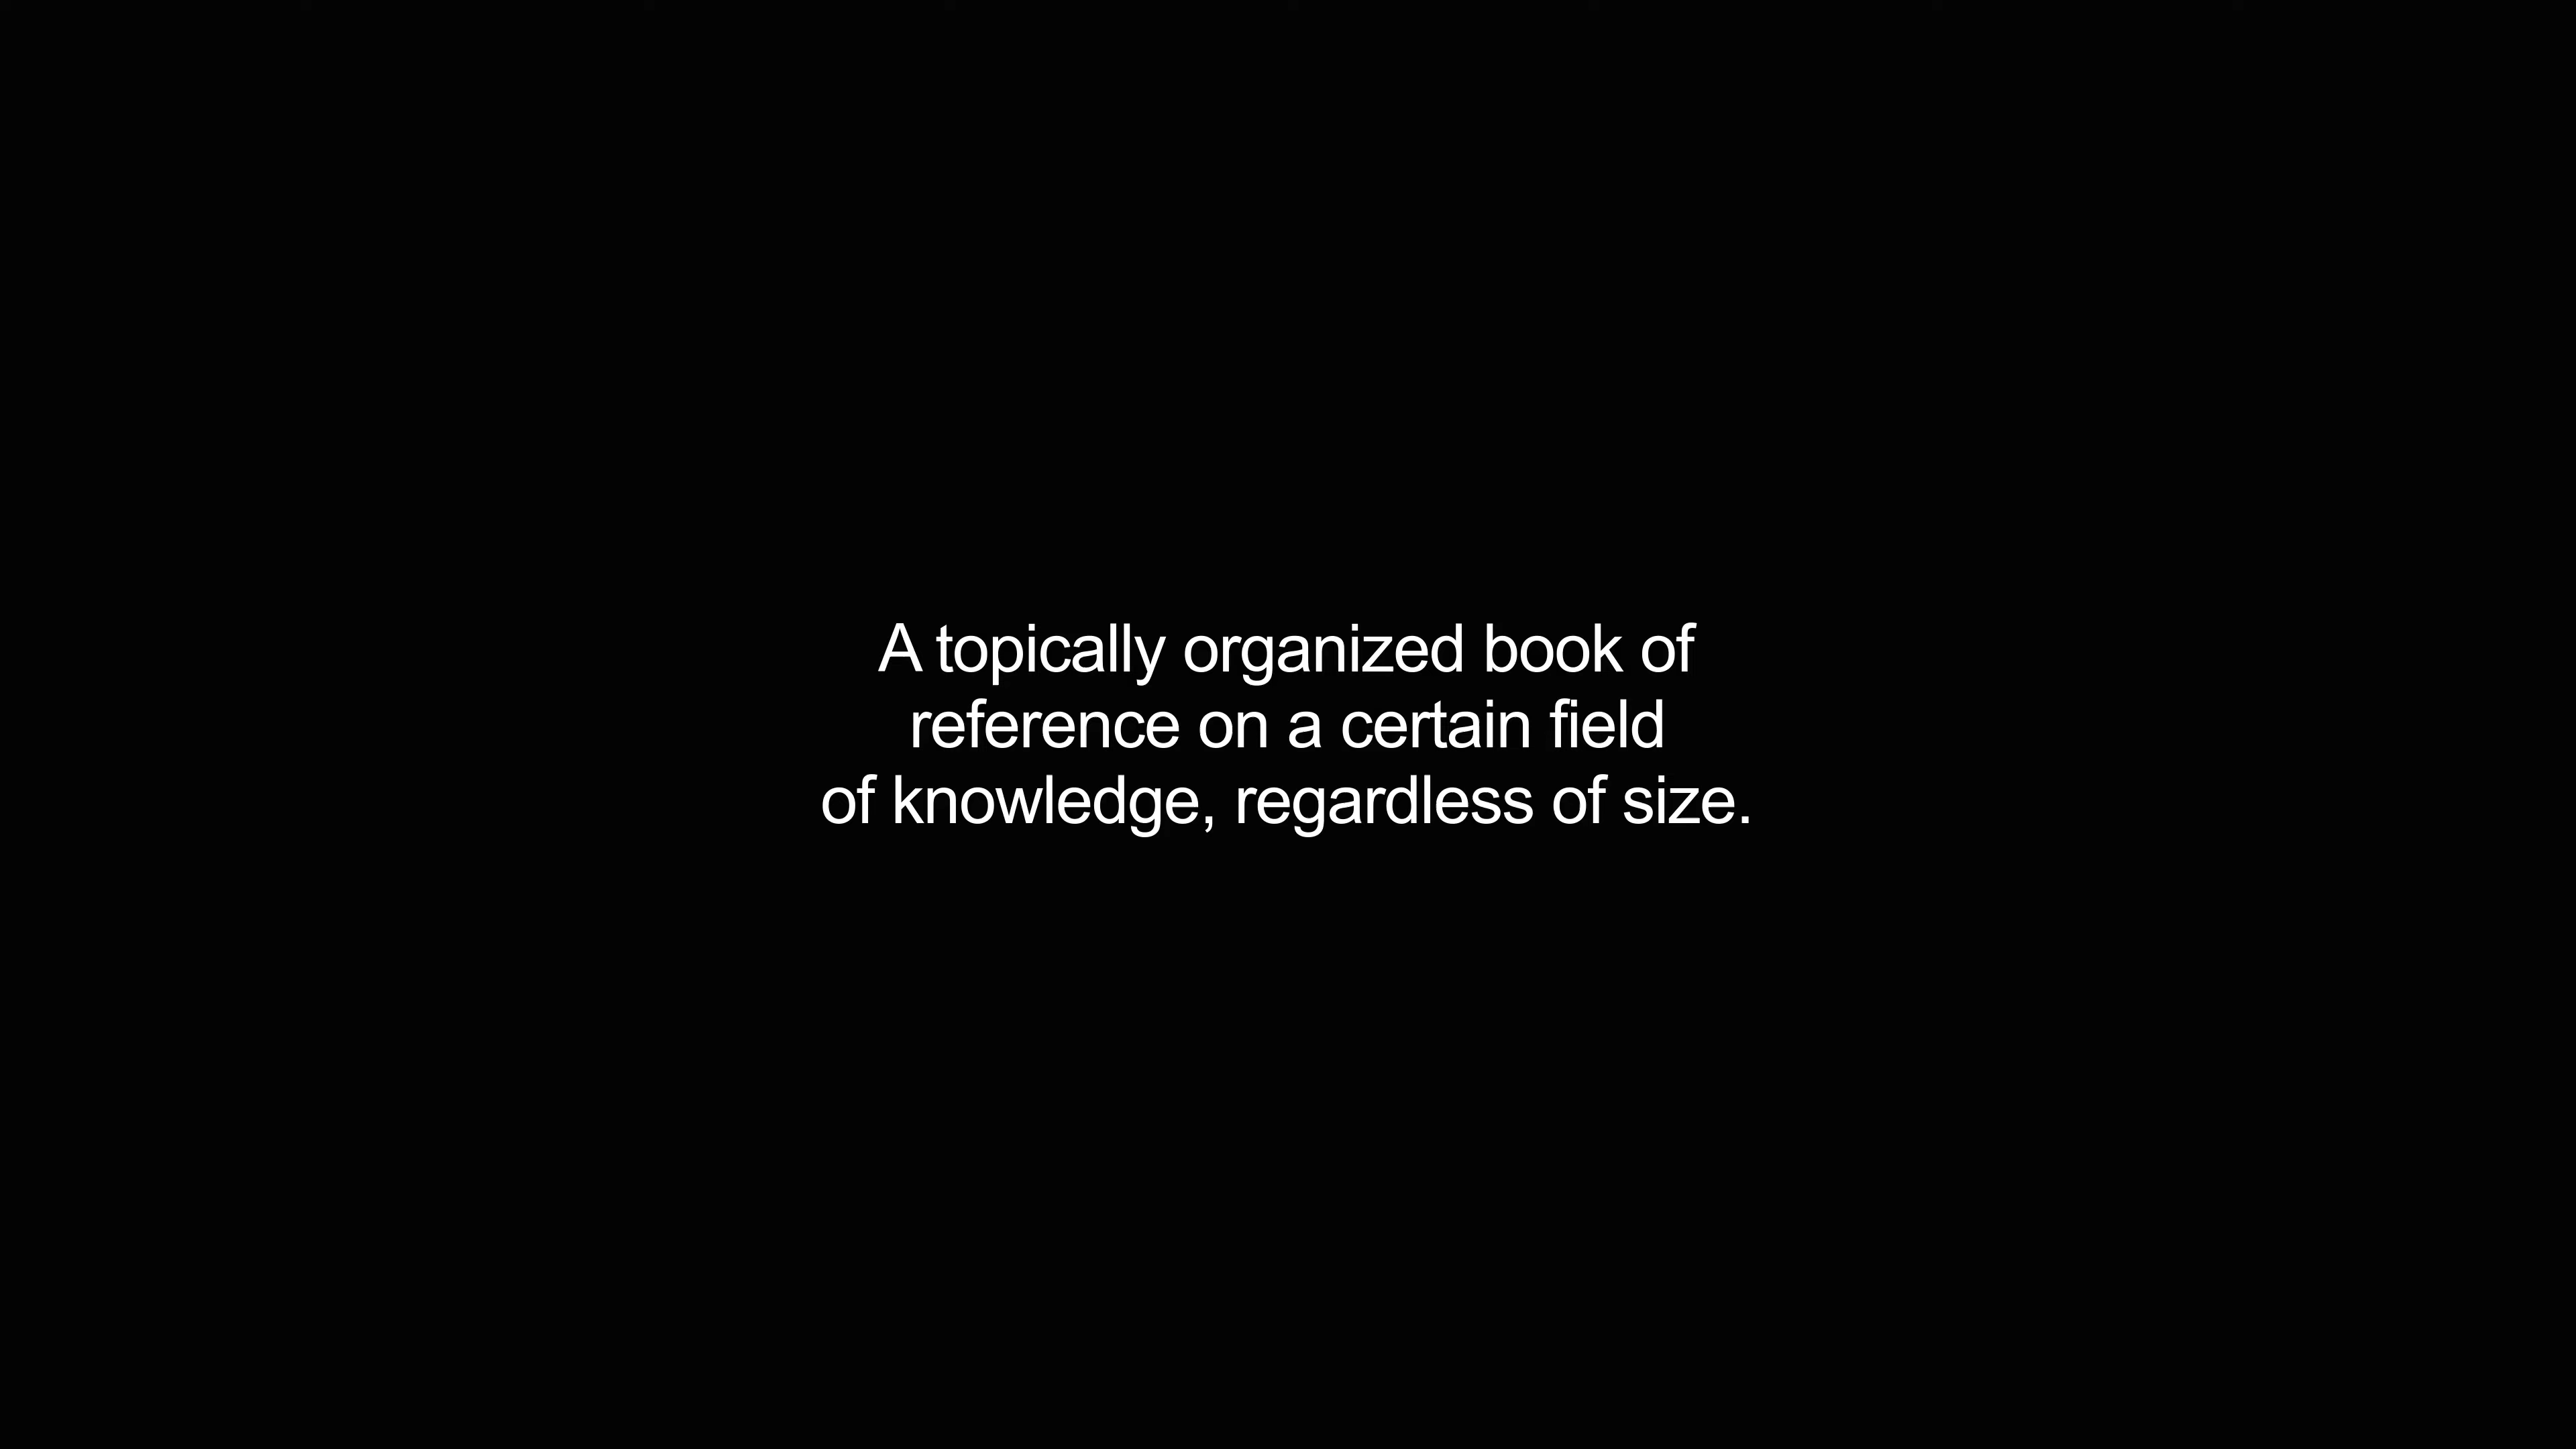 A topically organized book of
reference on a certain field
of knowledge, regardless of size.